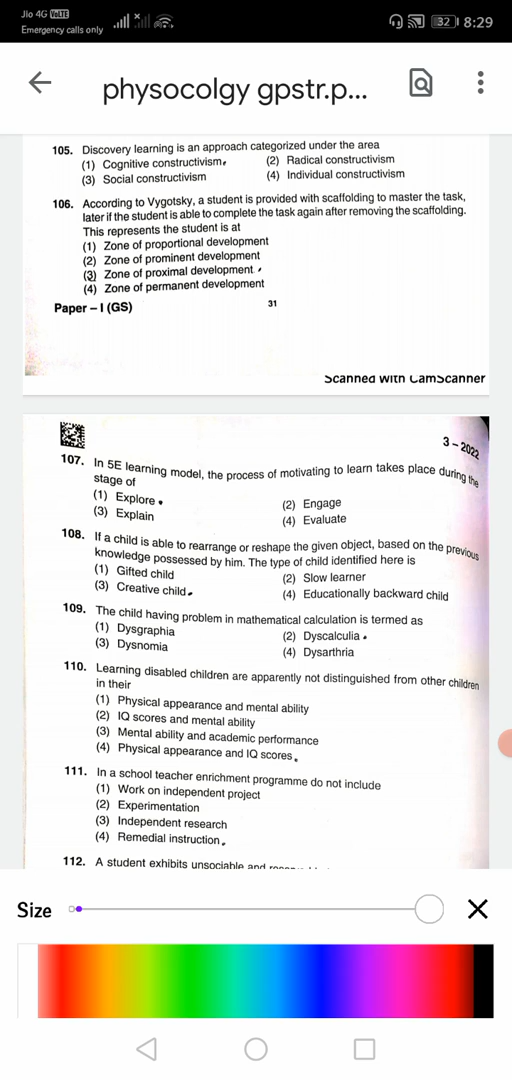 Jio 4G VoLTE
Emergency calls only
32 8:29
physocolgy gpstr.p...
105. Discovery learning is an approach categorized under the area
(1) Cognitive constructivism (2) Radical constructivism
(3) Social constructivism (4) Individual constructivism
106. According to Vygotsky, a student is provided with scaffolding to master the task,
later if the student is able to complete the task again after removing the scaffolding.
This represents the student is at
(1) Zone of proportional development
(2) Zone of prominent development
(3) Zone of proximal development
(4) Zone of permanent development
Paper – I (GS) 31
Scanned with CamScanner
3 – 2022
107. In 5E learning model, the process of motivating to learn takes place during the
stage of
(1) Explore (2) Engage
(3) Explain (4) Evaluate
108. If a child is able to rearrange or reshape the given object, based on the previous
knowledge possessed by him. The type of child identified here is
(1) Gifted child (2) Slow learner
(3) Creative child (4) Educationally backward child
109. The child having problem in mathematical calculation is termed as
(1) Dysgraphia (2) Dyscalculia
(3) Dysnomia (4) Dysarthria
110. Learning disabled children are apparently not distinguished from other children
in their
(1) Physical appearance and mental ability
(2) IQ scores and mental ability
(3) Mental ability and academic performance
(4) Physical appearance and IQ scores
111. In a school teacher enrichment programme do not include
(1) Work on independent project
(2) Experimentation
(3) Independent research
(4) Remedial instruction
112. A student exhibits unsociable and
Size